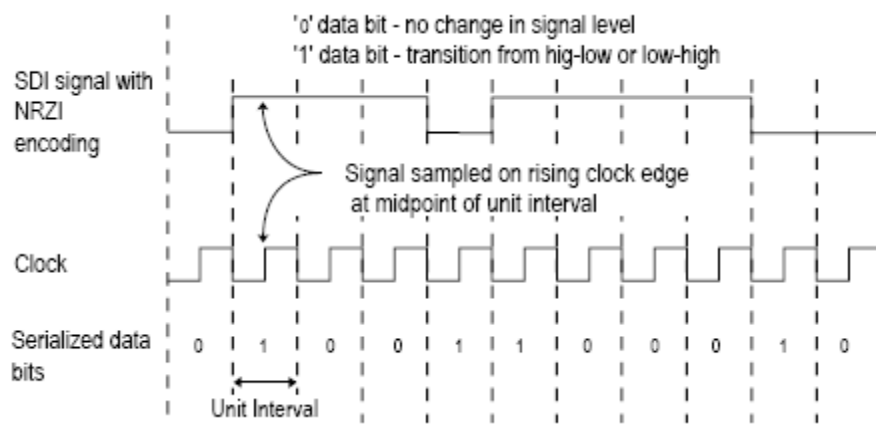 '0' data bit - no change in signal level
'1' data bit - transition from hig-low or low-high
SDI signal with
NRZI
encoding
Signal sampled on rising clock edge
at midpoint of unit interval
Clock
Serialized data
bits
0 1 0 0 1 1 0 0 0 1 0
Unit Interval